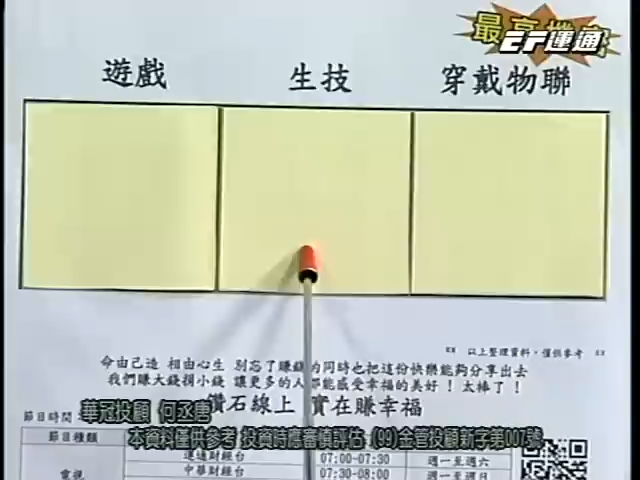 最高機
EF運通
遊戲 生技 穿戴物聯
** 以上整理資料，僅供參考 **
命由己造 相由心生 別忘了賺錢的同時也把這份快樂能夠分享出去
我們賺大錢捐小錢 讓更多的人都能感受幸福的美好！太棒了！
鑽石線上 實在賺幸福
節目時間
華冠投顧 何丞唐
本資料僅供參考 投資時應審慎評估 (99)金管投顧新字第007號
節目種類
運通財經台 07:00-07:30 週一至週六
電視 中華財經台 07:30-08:00 週一至週